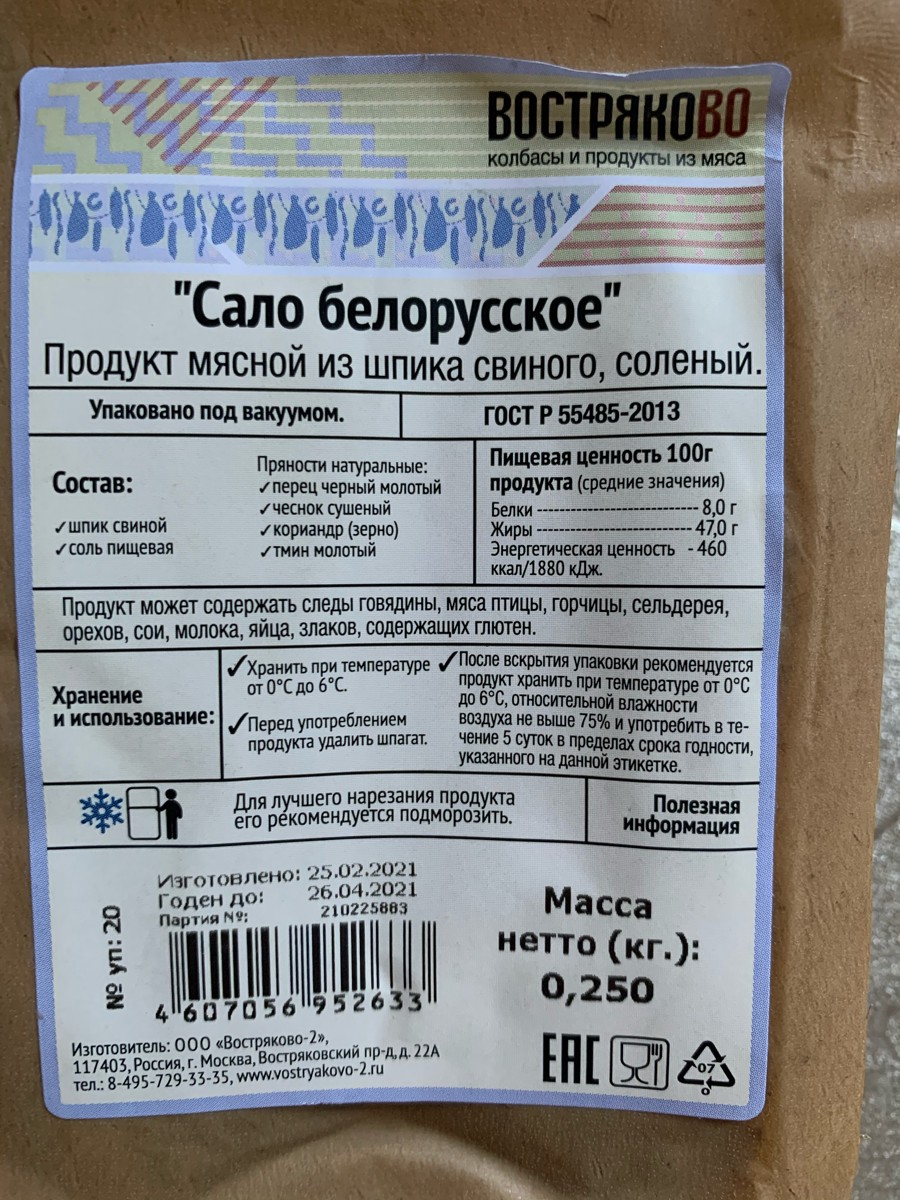 ВОСТРЯКОВО
колбасы и продукты из мяса
"Сало белорусское"
Продукт мясной из шпика свиного, соленый.
Упаковано под вакуумом.
ГОСТ Р 55485-2013
Состав:
✓шпик свиной
✓соль пищевая
Пряности натуральные:
✓перец черный молотый
✓чеснок сушеный
✓кориандр (зерно)
✓тмин молотый
Пищевая ценность 100г
продукта (средние значения)
Белки ---------------------------- 8,0 г
Жиры --------------------------- 47,0 г
Энергетическая ценность - 460
ккал/1880 кДж.
Продукт может содержать следы говядины, мяса птицы, горчицы, сельдерея,
орехов, сои, молока, яйца, злаков, содержащих глютен.
Хранение
и использование:
✓Хранить при температуре
от 0°С до 6°С.
✓Перед употреблением
продукта удалить шпагат.
✓После вскрытия упаковки рекомендуется
продукт хранить при температуре от 0°С
до 6°С, относительной влажности
воздуха не выше 75% и употребить в те-
чение 5 суток в пределах срока годности,
указанного на данной этикетке.
Для лучшего нарезания продукта
его рекомендуется подморозить.
Полезная
информация
Изготовлено: 25.02.2021
Годен до: 26.04.2021
Партия №: 210225883
№ уп: 20
4 607056 952633
Масса
нетто (кг.):
0,250
Изготовитель: ООО «Востряково-2»,
117403, Россия, г. Москва, Востряковский пр-д, д. 22А
тел.: 8-495-729-33-35, www.vostryakovo-2.ru
ЕАС
07